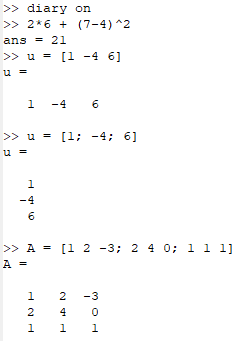 >> diary on
>> 2*6 + (7-4)^2
ans = 21
>> u = [1 -4 6]
u =
1 -4 6
>> u = [1; -4; 6]
u =
1
-4
6
>> A = [1 2 -3; 2 4 0; 1 1 1]
A =
1 2 -3
2 4 0
1 1 1